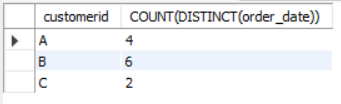 customerid COUNT(DISTINCT(order_date))
A 4
B 6
C 2